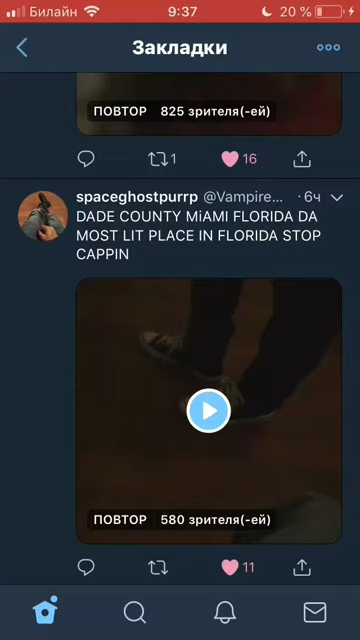 Билайн 9:37 20 %
Закладки
ПОВТОР 825 зрителя(-ей)
1 16
spaceghostpurrp @Vampire... · 6ч
DADE COUNTY MiAMI FLORIDA DA
MOST LIT PLACE IN FLORIDA STOP
CAPPIN
ПОВТОР 580 зрителя(-ей)
11